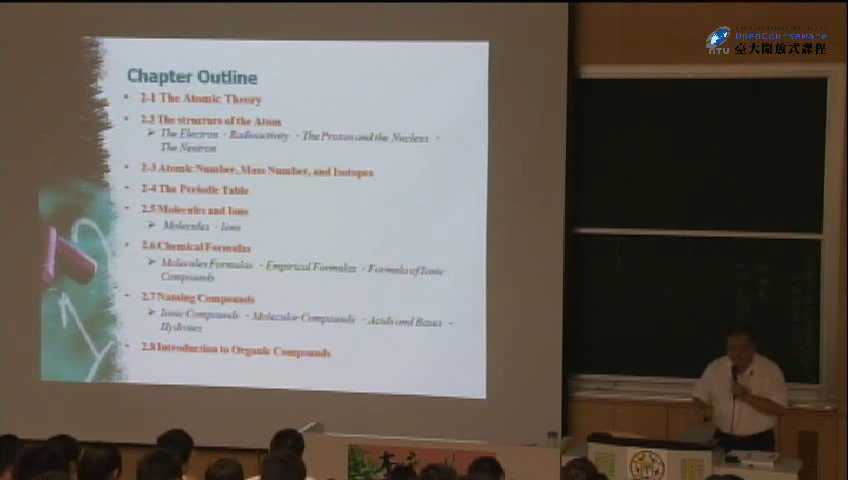 OpenCourseWare
NTU 臺大開放式課程
Chapter Outline
• 2-1 The Atomic Theory
• 2.2 The structure of the Atom
➢ The Electron - Radioactivity - The Proton and the Nucleus -
The Neutron
• 2-3 Atomic Number, Mass Number, and Isotopes
• 2-4 The Periodic Table
• 2.5 Molecules and Ions
➢ Molecules - Ions
• 2.6 Chemical Formulas
➢ Molecules Formulas - Empirical Formulas - Formula of Ionic
Compounds
• 2.7 Naming Compounds
➢ Ionic Compounds - Molecular Compounds - Acids and Bases -
Hydrates
• 2.8 Introduction to Organic Compounds